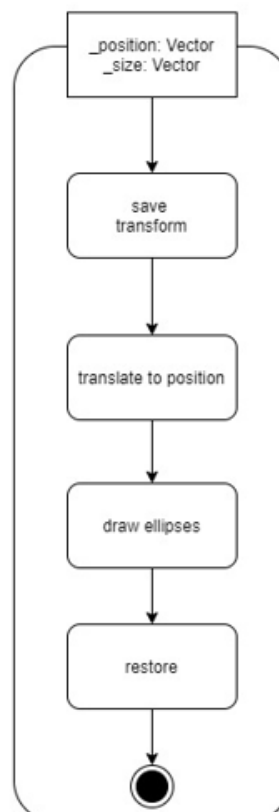 _position: Vector
_size: Vector
save
transform
translate to position
draw ellipses
restore